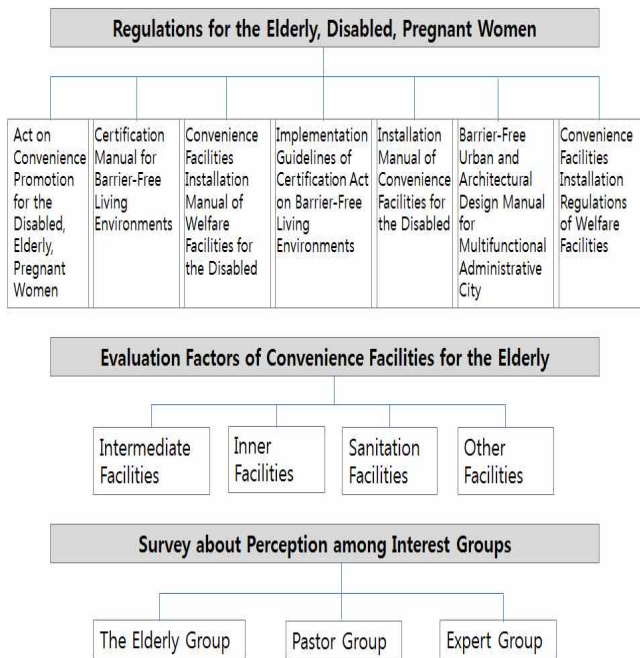 Regulations for the Elderly, Disabled, Pregnant Women
Act on
Convenience
Promotion
for the
Disabled,
Elderly,
Pregnant
Women
Certification
Manual for
Barrier-Free
Living
Environments
Convenience
Facilities
Installation
Manual of
Welfare
Facilities for
the Disabled
Implementation
Guidelines of
Certification Act
on Barrier-Free
Living
Environments
Installation
Manual of
Convenience
Facilities for
the Disabled
Barrier-Free
Urban and
Architectural
Design Manual
for
Multifunctional
Administrative
City
Convenience
Facilities
Installation
Regulations
of Welfare
Facilities
Evaluation Factors of Convenience Facilities for the Elderly
Intermediate
Facilities
Inner
Facilities
Sanitation
Facilities
Other
Facilities
Survey about Perception among Interest Groups
The Elderly Group
Pastor Group
Expert Group